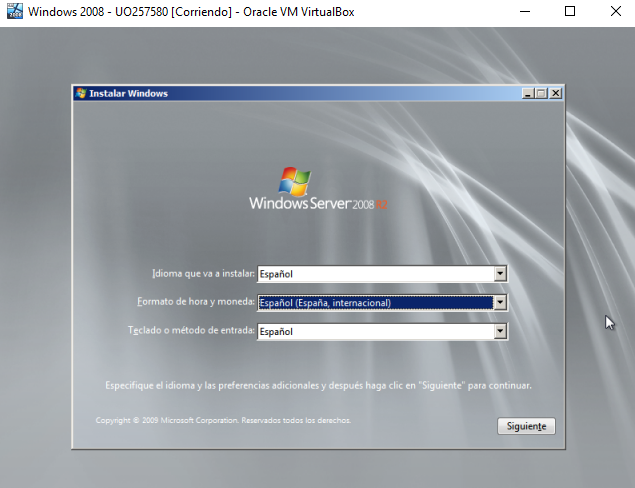 Windows 2008 - UO257580 [Corriendo] - Oracle VM VirtualBox
Instalar Windows
Windows Server 2008 R2
Idioma que va a instalar: Español
Formato de hora y moneda: Español (España, internacional)
Teclado o método de entrada: Español
Especifique el idioma y las preferencias adicionales y después haga clic en "Siguiente" para continuar.
Copyright © 2009 Microsoft Corporation. Reservados todos los derechos.
Siguiente